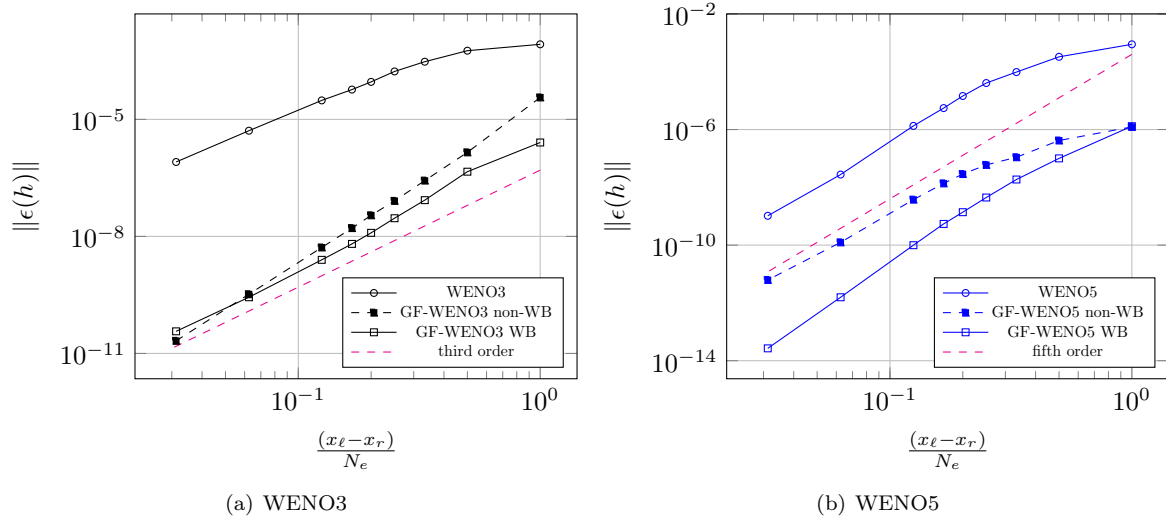 10^{-5}
10^{-8}
10^{-11}
||ϵ(h)||
WENO3
GF-WENO3 non-WB
GF-WENO3 WB
third order
10^{-1}
10^{0}
(x_ℓ−x_r)
N_e
(a) WENO3
10^{-2}
10^{-6}
10^{-10}
10^{-14}
||ϵ(h)||
WENO5
GF-WENO5 non-WB
GF-WENO5 WB
fifth order
10^{-1}
10^{0}
(x_ℓ−x_r)
N_e
(b) WENO5